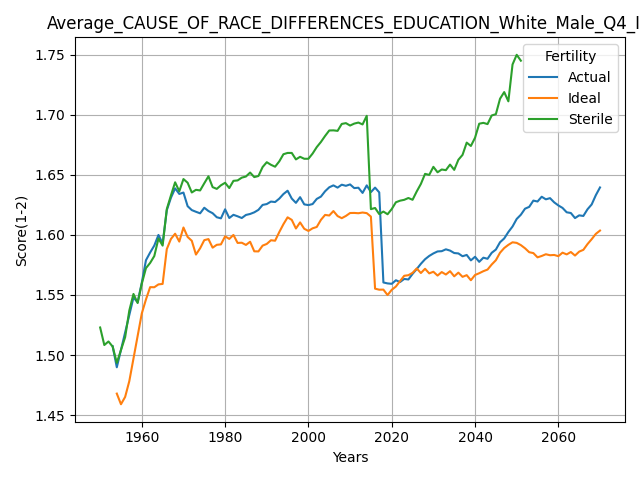 Average_CAUSE_OF_RACE_DIFFERENCES_EDUCATION_White_Male_Q4_I
Fertility
Actual
Ideal
Sterile
Score(1-2)
1.75
1.70
1.65
1.60
1.55
1.50
1.45
1960
1980
2000
2020
2040
2060
Years